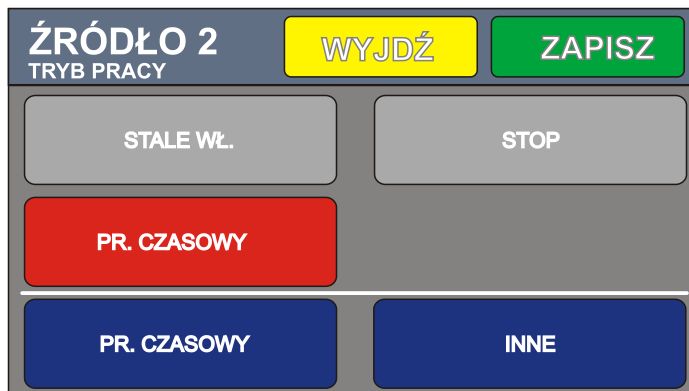 ŹRÓDŁO 2
TRYB PRACY
WYJDŹ
ZAPISZ
STALE WŁ.
STOP
PR. CZASOWY
PR. CZASOWY
INNE